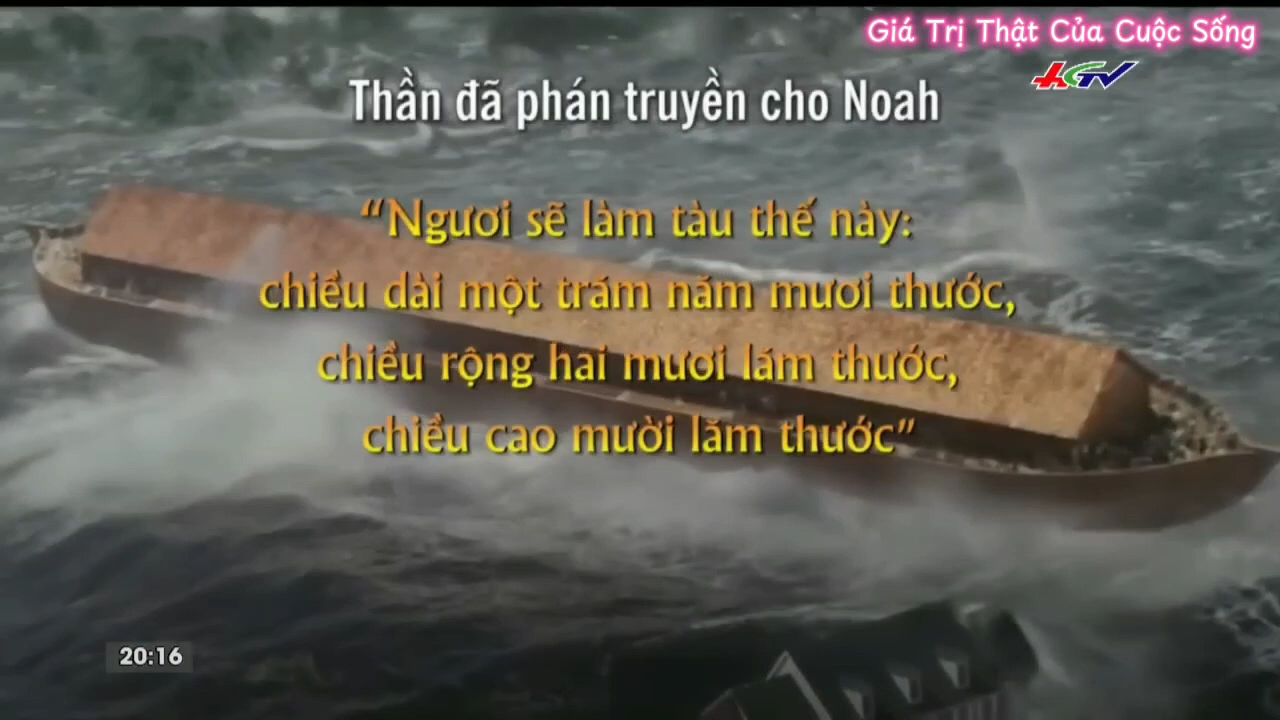 Giá Trị Thật Của Cuộc Sống
HGTV
Thần đã phán truyền cho Noah
“Ngươi sẽ làm tàu thế này:
chiều dài một trăm năm mươi thước,
chiều rộng hai mươi lăm thước,
chiều cao mười lăm thước”
20:16